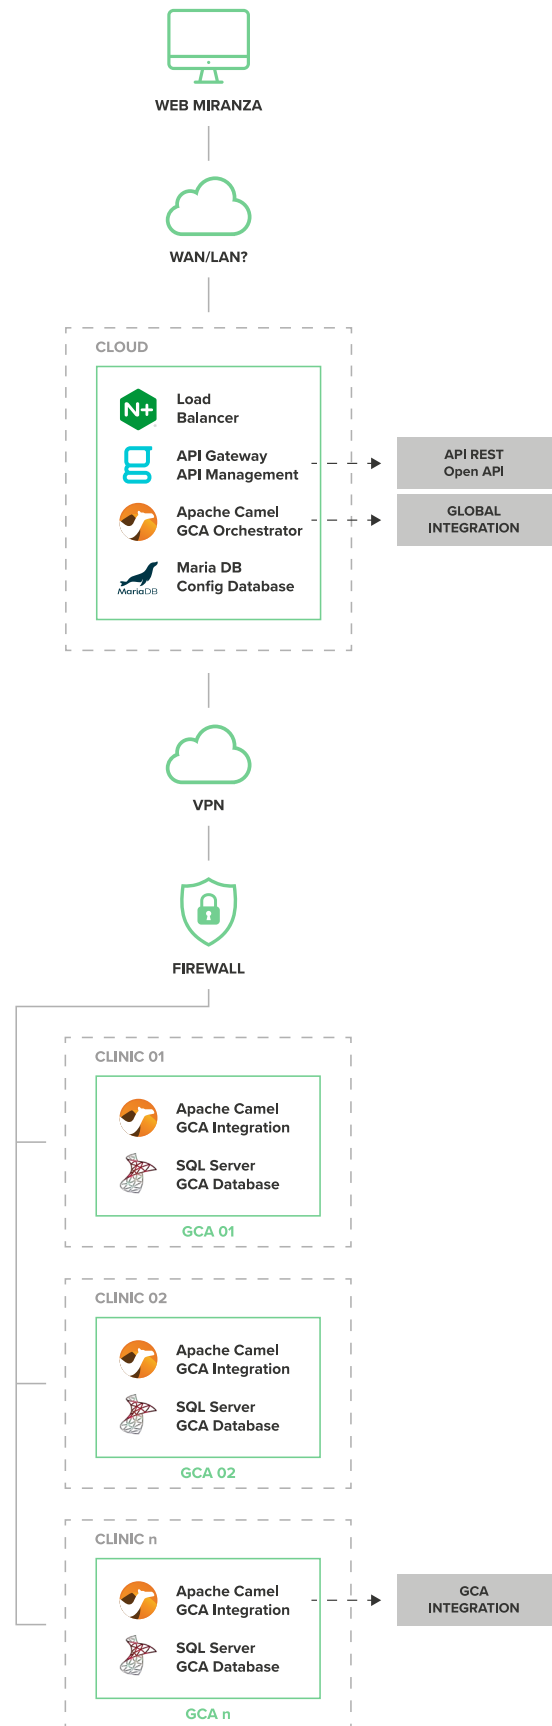 WEB MIRANZA
WAN/LAN?
CLOUD
N+
Load
Balancer
g
API Gateway
API Management
API REST
Open API
Apache Camel
GCA Orchestrator
GLOBAL
INTEGRATION
MariaDB
Maria DB
Config Database
VPN
FIREWALL
CLINIC 01
Apache Camel
GCA Integration
SQL Server
GCA Database
GCA 01
CLINIC 02
Apache Camel
GCA Integration
SQL Server
GCA Database
GCA 02
CLINIC n
Apache Camel
GCA Integration
GCA
INTEGRATION
SQL Server
GCA Database
GCA n